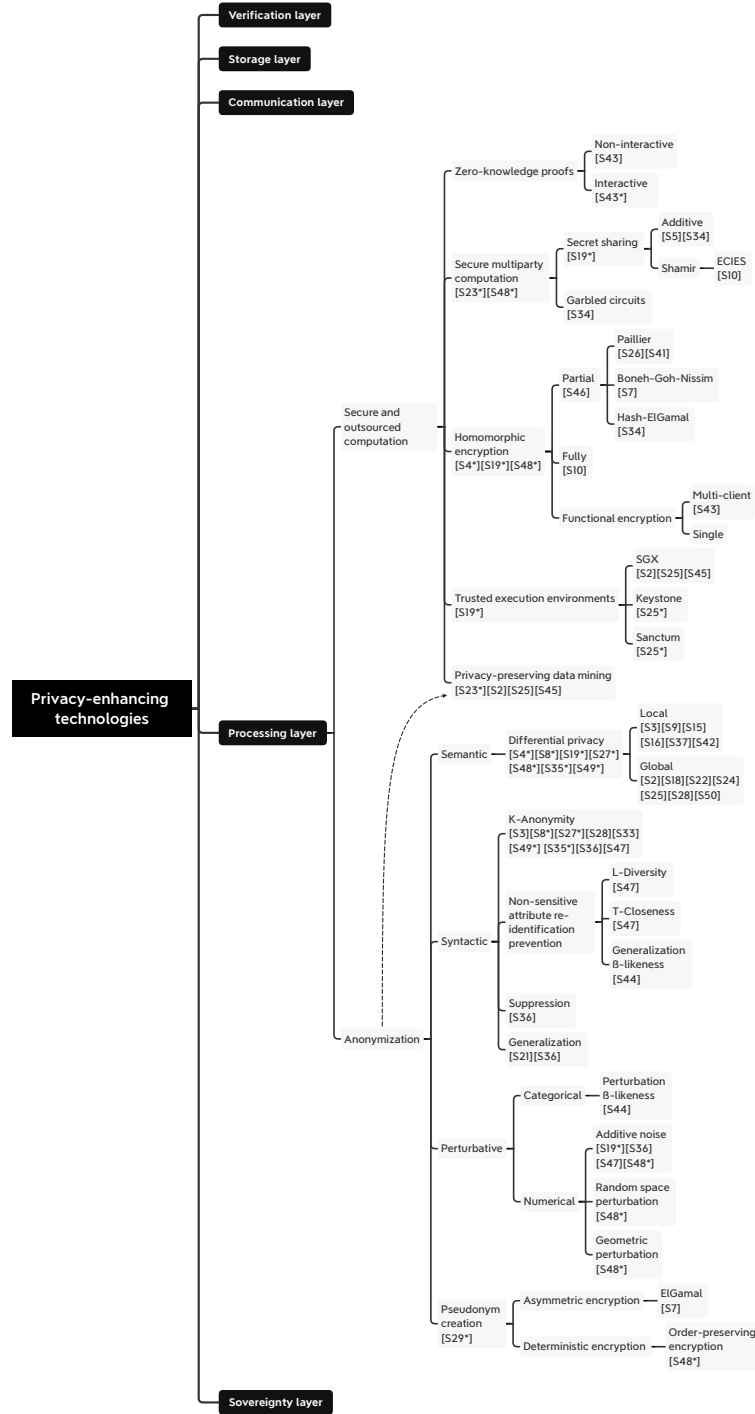 Verification layer
Storage layer
Communication layer
Zero-knowledge proofs
Non-interactive
[S43]
Interactive
[S43*]
Secure multiparty
computation
[S23*][S48*]
Secret sharing
[S19*]
Additive
[S5][S34]
Shamir
ECIES
[S10]
Garbled circuits
[S34]
Secure and
outsourced
computation
Homomorphic
encryption
[S4*][S19*][S48*]
Partial
[S46]
Paillier
[S26][S41]
Boneh-Goh-Nissim
[S7]
Hash-ElGamal
[S34]
Fully
[S10]
Functional encryption
Multi-client
[S43]
Single
Trusted execution environments
[S19*]
SGX
[S2][S25][S45]
Keystone
[S25*]
Sanctum
[S25*]
Privacy-preserving data mining
[S23*][S2][S25][S45]
Privacy-enhancing
technologies
Processing layer
Semantic
Differential privacy
[S4*][S8*][S19*][S27*]
[S48*][S35*][S49*]
Local
[S3][S9][S15]
[S16][S37][S42]
Global
[S2][S18][S22][S24]
[S25][S28][S50]
Syntactic
K-Anonymity
[S3][S8*][S27*][S28][S33]
[S49*] [S35*][S36][S47]
Non-sensitive
attribute re-
identification
prevention
L-Diversity
[S47]
T-Closeness
[S47]
Generalization
ß-likeness
[S44]
Suppression
[S36]
Generalization
[S21][S36]
Anonymization
Perturbative
Categorical
Perturbation
ß-likeness
[S44]
Numerical
Additive noise
[S19*][S36]
[S47][S48*]
Random space
perturbation
[S48*]
Geometric
perturbation
[S48*]
Pseudonym
creation
[S29*]
Asymmetric encryption
ElGamal
[S7]
Deterministic encryption
Order-preserving
encryption
[S48*]
Sovereignty layer